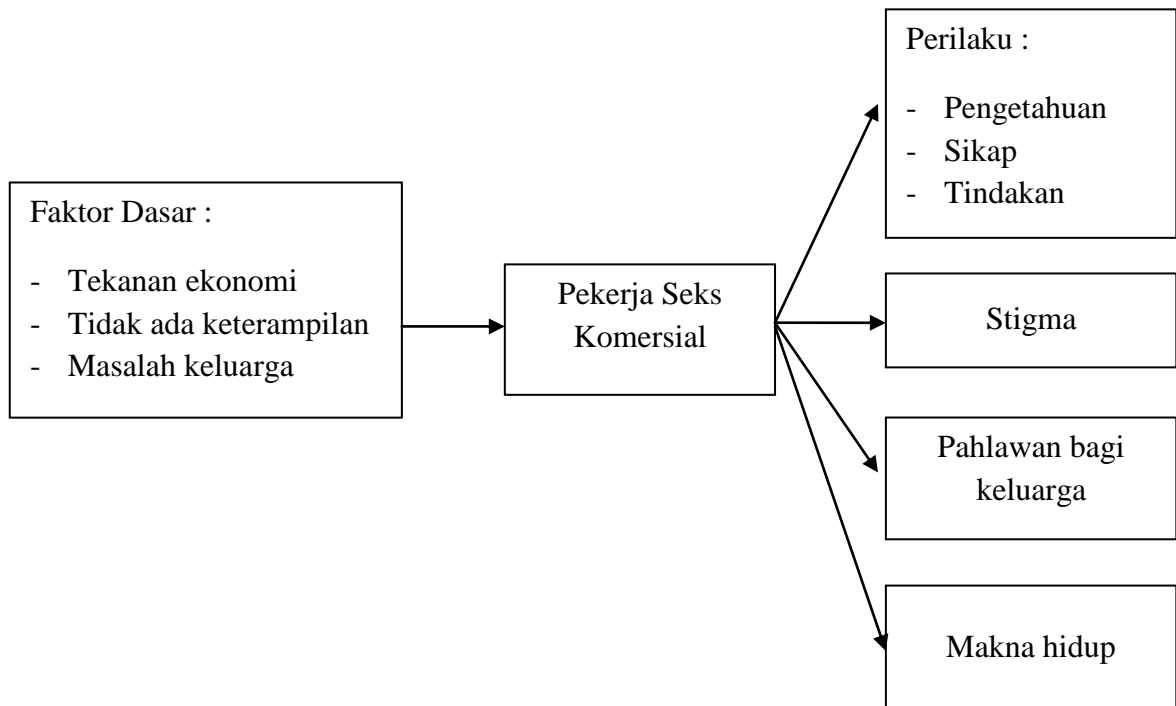 Faktor Dasar :
- Tekanan ekonomi
- Tidak ada keterampilan
- Masalah keluarga
Pekerja Seks
Komersial
Perilaku :
- Pengetahuan
- Sikap
- Tindakan
Stigma
Pahlawan bagi
keluarga
Makna hidup